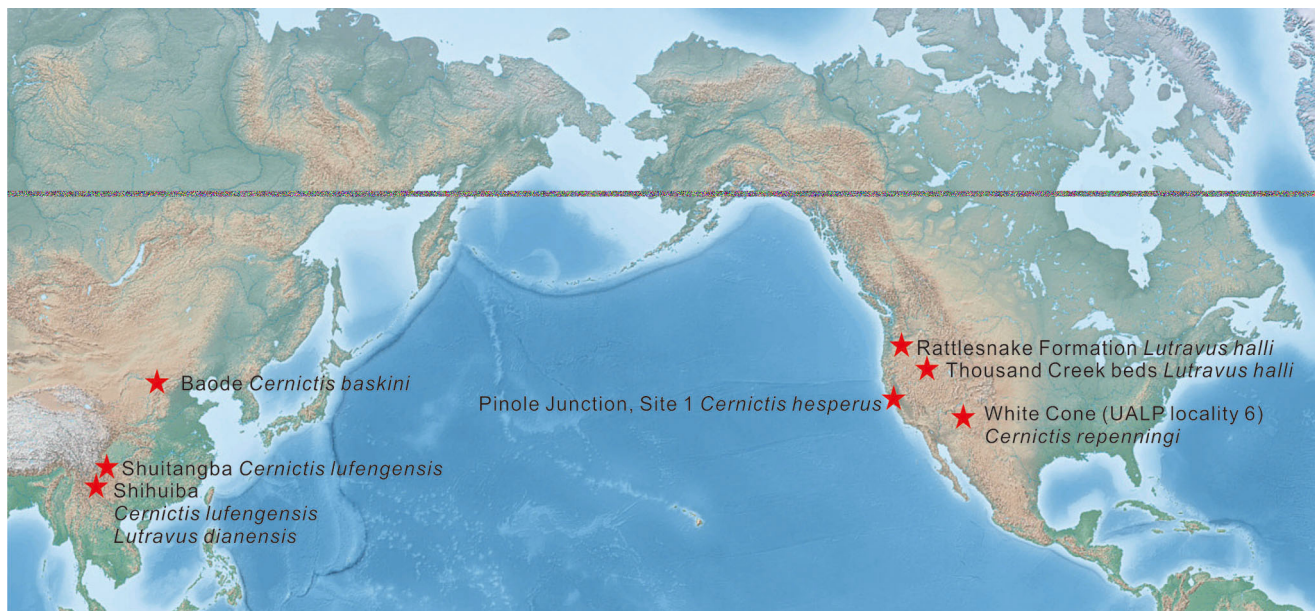 Rattlesnake Formation Lutravus halli
Thousand Creek beds Lutravus halli
Baode Cernictis baskini
Pinole Junction, Site 1 Cernictis hesperus
White Cone (UALP locality 6)
Cernictis repenningi
Shuitangba Cernictis lufengensis
Shihuiba
Cernictis lufengensis
Lutravus dianensis